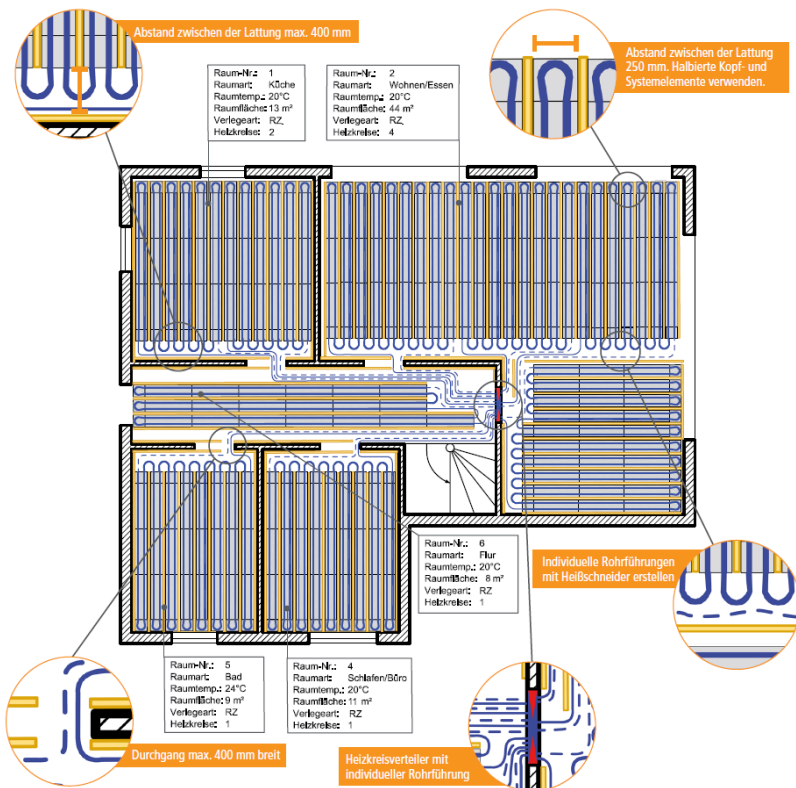 Abstand zwischen der Lattung max. 400 mm
Abstand zwischen der Lattung
250 mm. Halbierte Kopf- und
Systemelemente verwenden.
Raum-Nr.: 1
Raumart: Küche
Raumtemp.: 20°C
Raumfläche: 13 m²
Verlegeart: RZ
Heizkreise: 2
Raum-Nr.: 2
Raumart: Wohnen/Essen
Raumtemp.: 20°C
Raumfläche: 44 m²
Verlegeart: RZ
Heizkreise: 4
Raum-Nr.: 6
Raumart: Flur
Raumtemp.: 20°C
Raumfläche: 8 m²
Verlegeart: RZ
Heizkreise: 1
Individuelle Rohrführungen
mit Heißschneider erstellen
Raum-Nr.: 5
Raumart: Bad
Raumtemp.: 24°C
Raumfläche: 9 m²
Verlegeart: RZ
Heizkreise: 1
Raum-Nr.: 4
Raumart: Schlafen/Büro
Raumtemp.: 20°C
Raumfläche: 11 m²
Verlegeart: RZ
Heizkreise: 1
Durchgang max. 400 mm breit
Heizkreisverteiler mit
individueller Rohrführung